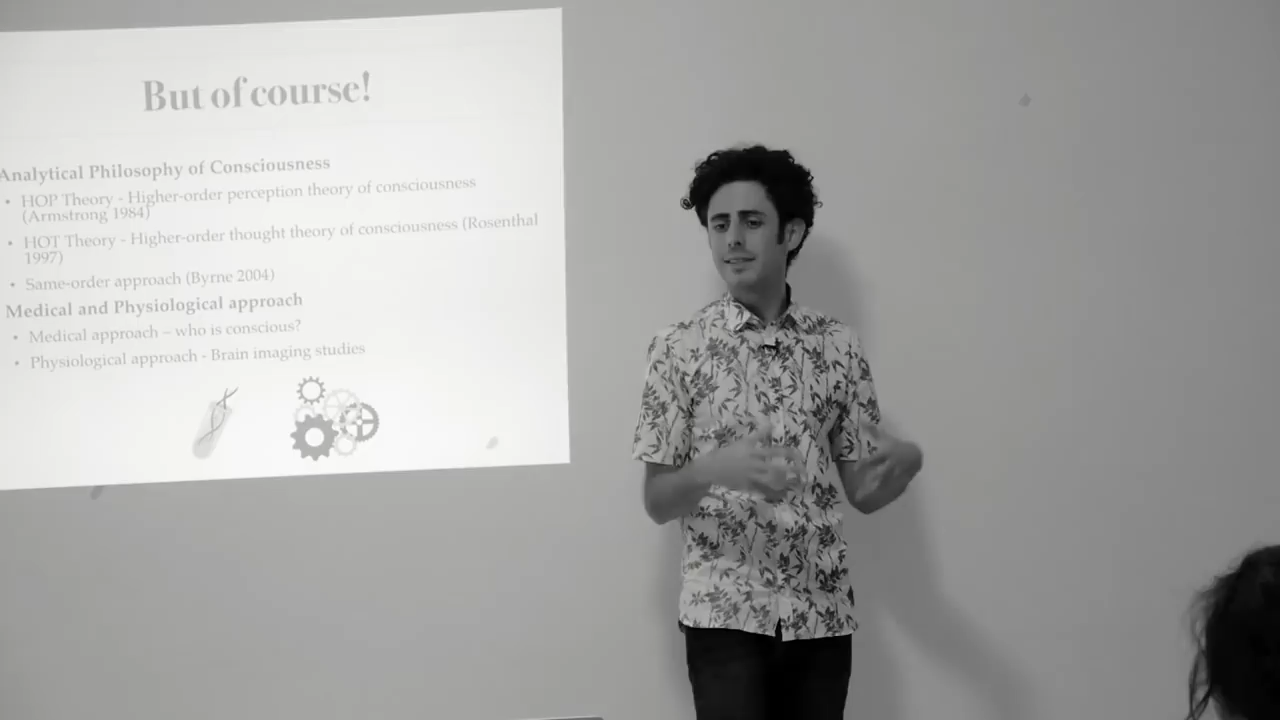 But of course!
Analytical Philosophy of Consciousness
• HOP Theory - Higher-order perception theory of consciousness
(Armstrong 1984)
• HOT Theory - Higher-order thought theory of consciousness (Rosenthal
1997)
• Same-order approach (Byrne 2004)
Medical and Physiological approach
• Medical approach – who is conscious?
• Physiological approach - Brain imaging studies